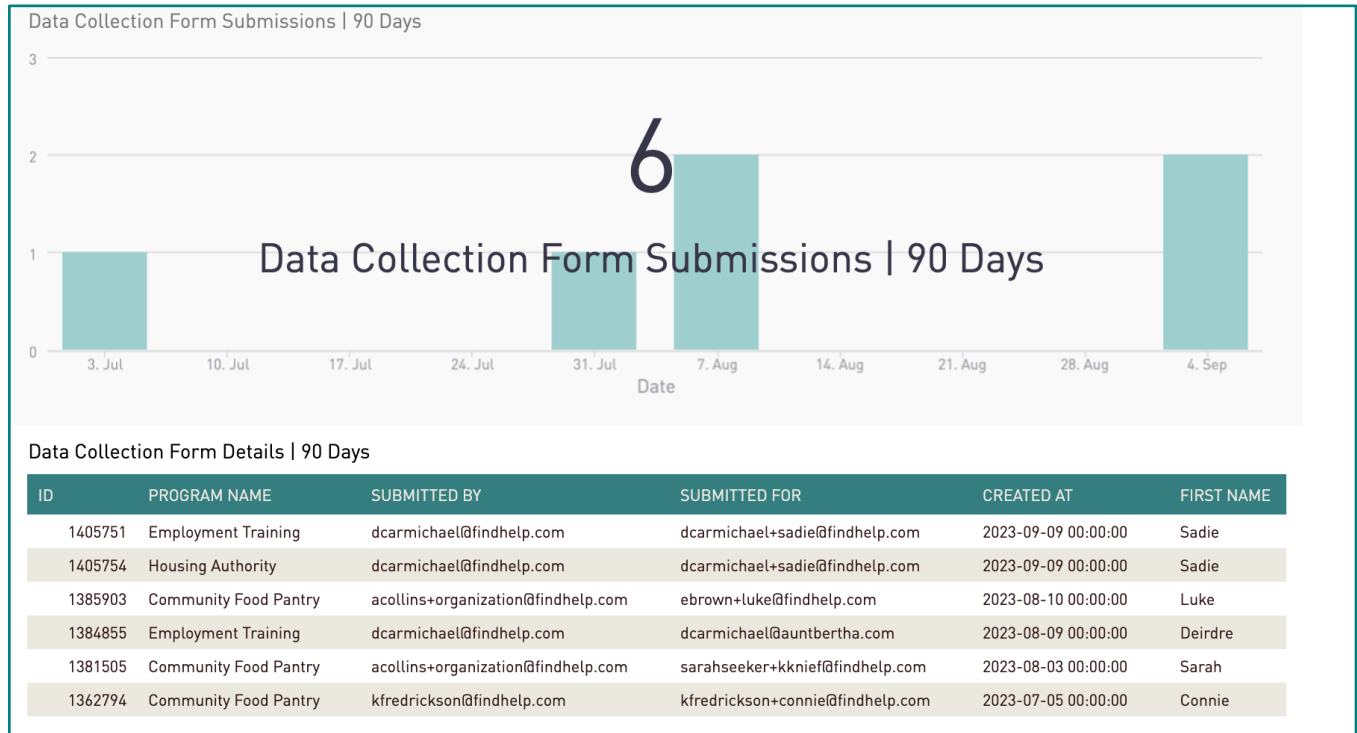 Data Collection Form Submissions | 90 Days
3
6
2
1
Data Collection Form Submissions | 90 Days
0
3. Jul 10. Jul 17. Jul 24. Jul 31. Jul 7. Aug 14. Aug 21. Aug 28. Aug 4. Sep
Date
Data Collection Form Details | 90 Days
ID PROGRAM NAME SUBMITTED BY SUBMITTED FOR CREATED AT FIRST NAME
1405751 Employment Training dcarmichael@findhelp.com dcarmichael+sadie@findhelp.com 2023-09-09 00:00:00 Sadie
1405754 Housing Authority dcarmichael@findhelp.com dcarmichael+sadie@findhelp.com 2023-09-09 00:00:00 Sadie
1385903 Community Food Pantry acollins+organization@findhelp.com ebrown+luke@findhelp.com 2023-08-10 00:00:00 Luke
1384855 Employment Training dcarmichael@findhelp.com dcarmichael@auntbertha.com 2023-08-09 00:00:00 Deirdre
1381505 Community Food Pantry acollins+organization@findhelp.com sarahseeker+kknief@findhelp.com 2023-08-03 00:00:00 Sarah
1362794 Community Food Pantry kfredrickson@findhelp.com kfredrickson+connie@findhelp.com 2023-07-05 00:00:00 Connie